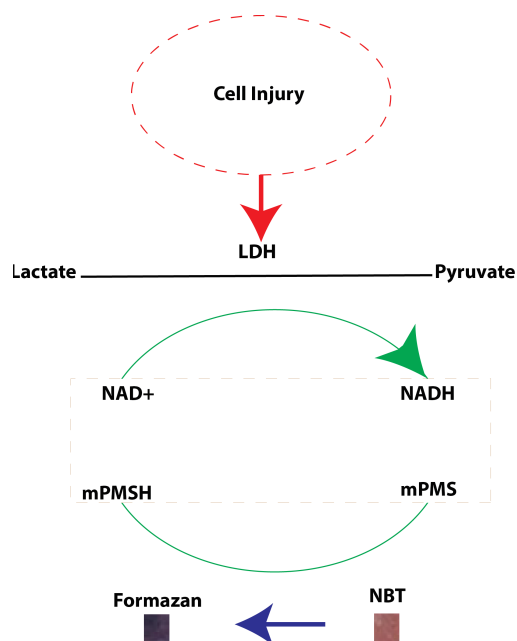 Cell Injury
LDH
Lactate
Pyruvate
NAD+
NADH
mPMSH
mPMS
Formazan
NBT